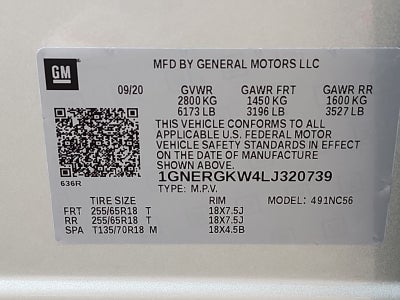 GM
MFD BY GENERAL MOTORS LLC
09/20 GVWR GAWR FRT GAWR RR
2800 KG 1450 KG 1600 KG
6173 LB 3196 LB 3527 LB
THIS VEHICLE CONFORMS TO ALL
APPLICABLE U.S. FEDERAL MOTOR
VEHICLE SAFETY STANDARDS IN EFFECT
ON THE DATE OF MANUFACTURE
SHOWN ABOVE.
636R
1GNERGKW4LJ320739
TYPE: M.P.V.
TIRE SIZE RIM MODEL: 491NC56
FRT 255/65R18 T 18X7.5J
RR 255/65R18 T 18X7.5J
SPA T135/70R18 M 18X4.5B